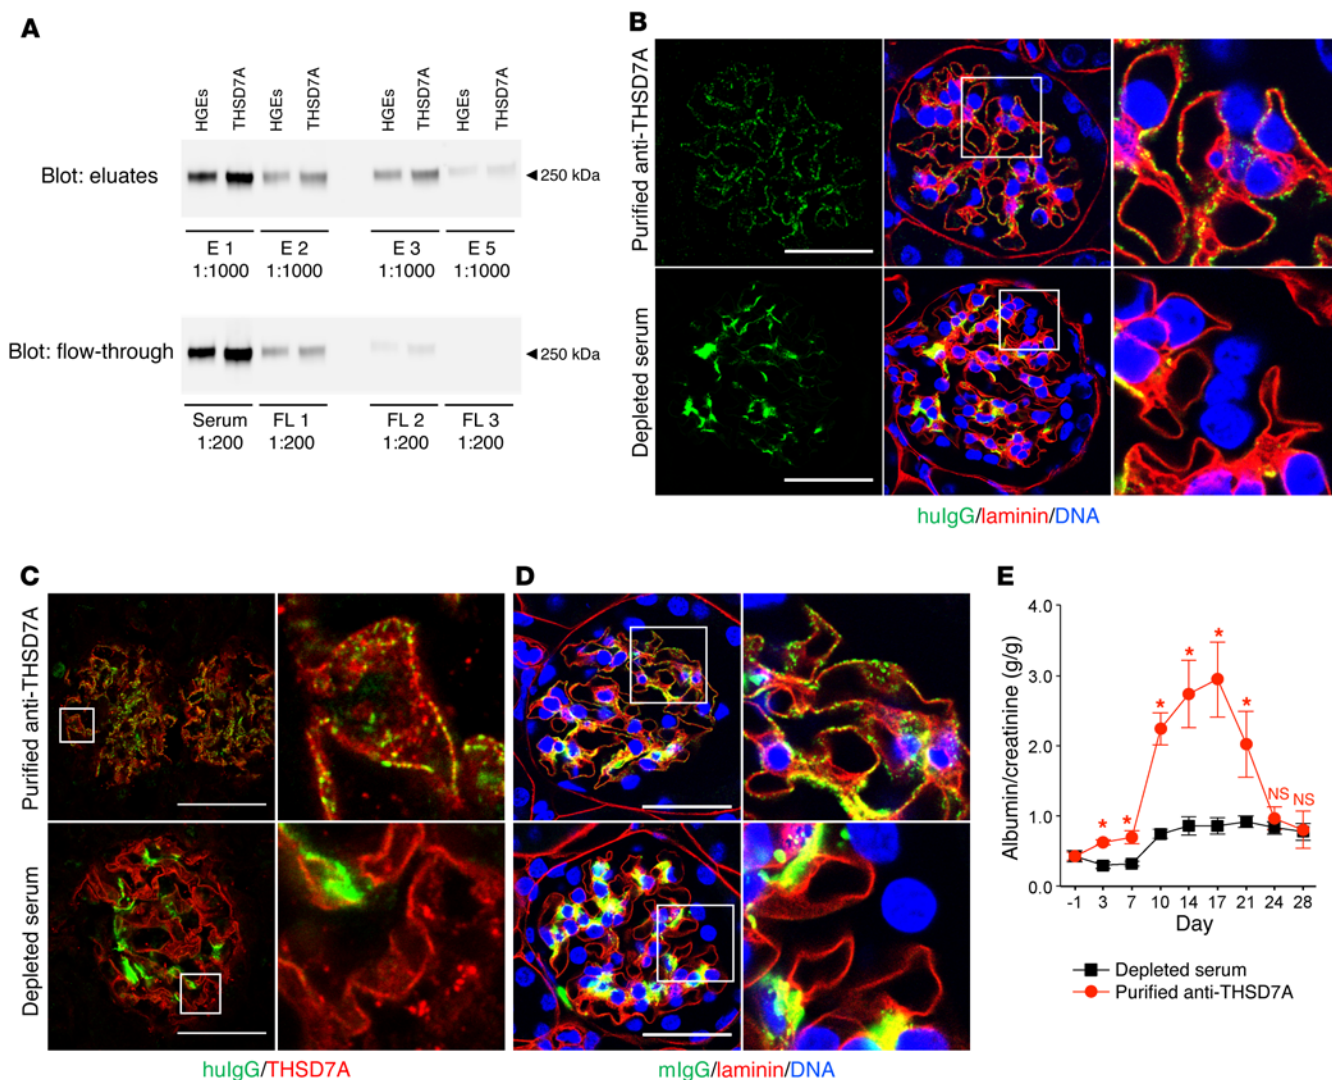 A
HGEs THSD7A HGEs THSD7A HGEs THSD7A HGEs THSD7A
Blot: eluates
250 kDa
E 1 E 2 E 3 E 5
1:1000 1:1000 1:1000 1:1000
Blot: flow-through
250 kDa
Serum FL 1 FL 2 FL 3
1:200 1:200 1:200 1:200
B
Purified anti-THSD7A
Depleted serum
huIgG/laminin/DNA
C
Purified anti-THSD7A
Depleted serum
huIgG/THSD7A
D
mIgG/laminin/DNA
E
Albumin/creatinine (g/g)
4.0
3.0
2.0
1.0
0.0
* * * * * * NS NS
-1 3 7 10 14 17 21 24 28
Day
Depleted serum
Purified anti-THSD7A